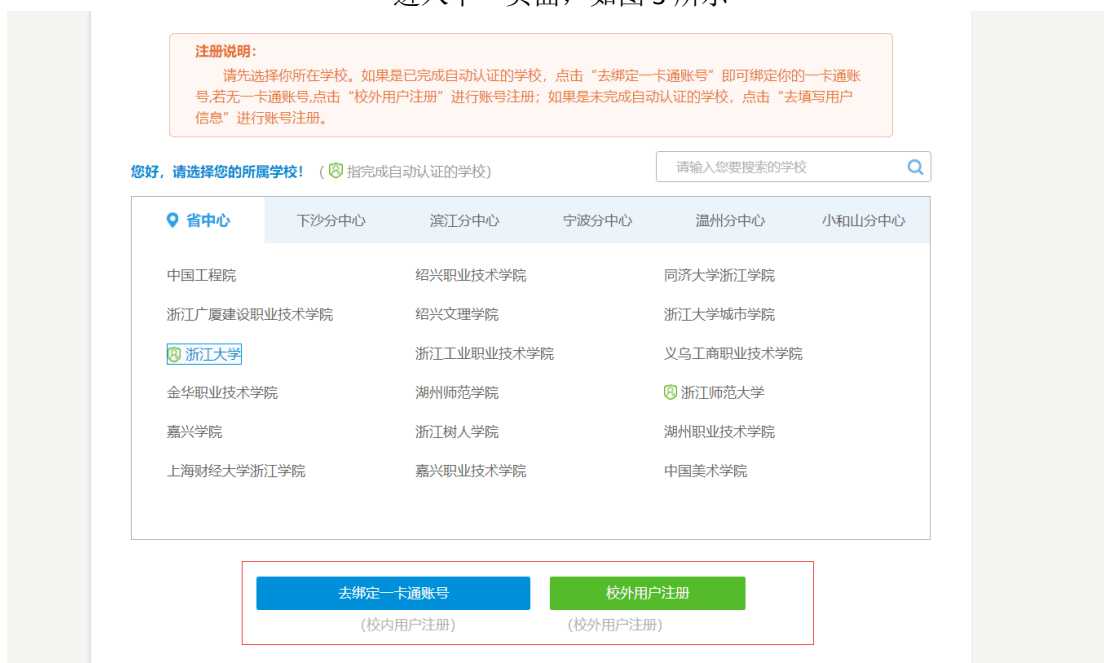 进入下一页面，如图3所示
注册说明：
请先选择你所在学校。如果是已完成自动认证的学校，点击“去绑定一卡通账号”即可绑定你的一卡通账
号,若无一卡通账号,点击“校外用户注册”进行账号注册；如果是未完成自动认证的学校，点击“去填写用户
信息”进行账号注册。
您好，请选择您的所属学校！ ( 指完成自动认证的学校) 请输入您要搜索的学校
省中心 下沙分中心 滨江分中心 宁波分中心 温州分中心 小和山分中心
中国工程院 绍兴职业技术学院 同济大学浙江学院
浙江广厦建设职业技术学院 绍兴文理学院 浙江大学城市学院
浙江大学 浙江工业职业技术学院 义乌工商职业技术学院
金华职业技术学院 湖州师范学院 浙江师范大学
嘉兴学院 浙江树人学院 湖州职业技术学院
上海财经大学浙江学院 嘉兴职业技术学院 中国美术学院
去绑定一卡通账号 校外用户注册
(校内用户注册) (校外用户注册)